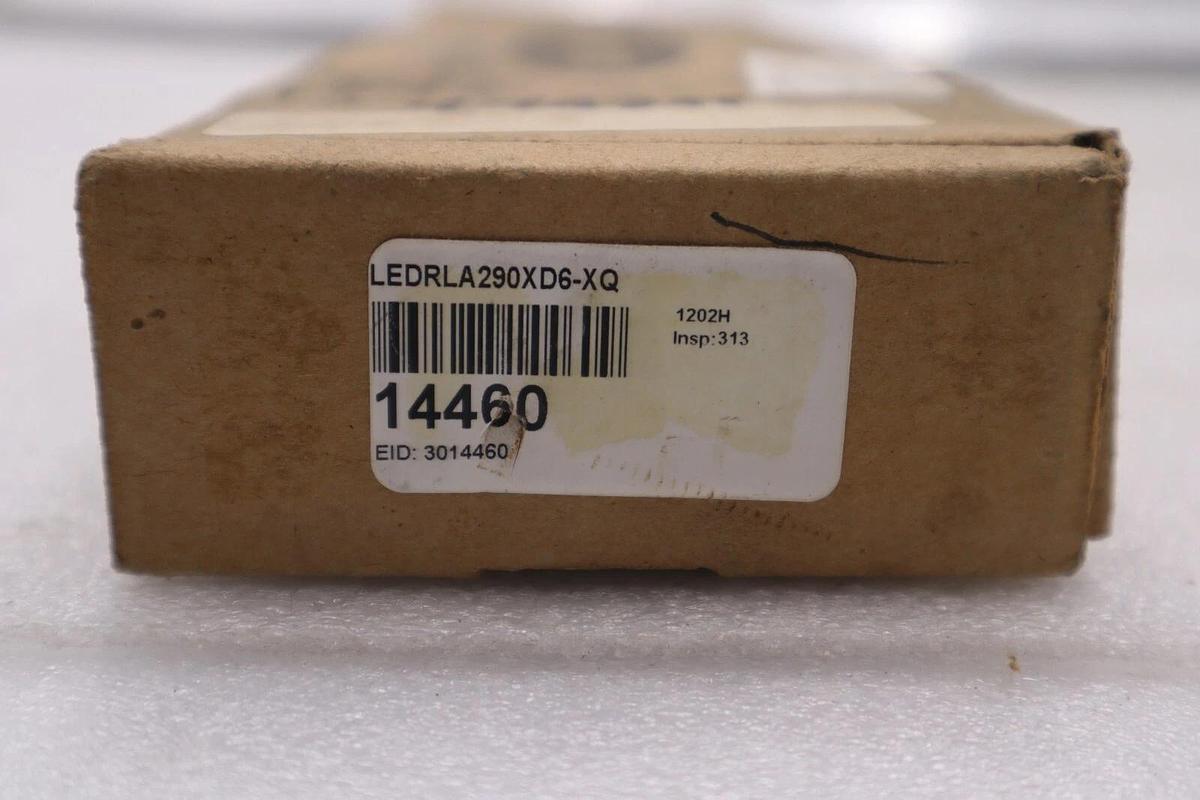 LEDRLA290XD6-XQ
1202H
Insp:313
14460
EID: 3014460